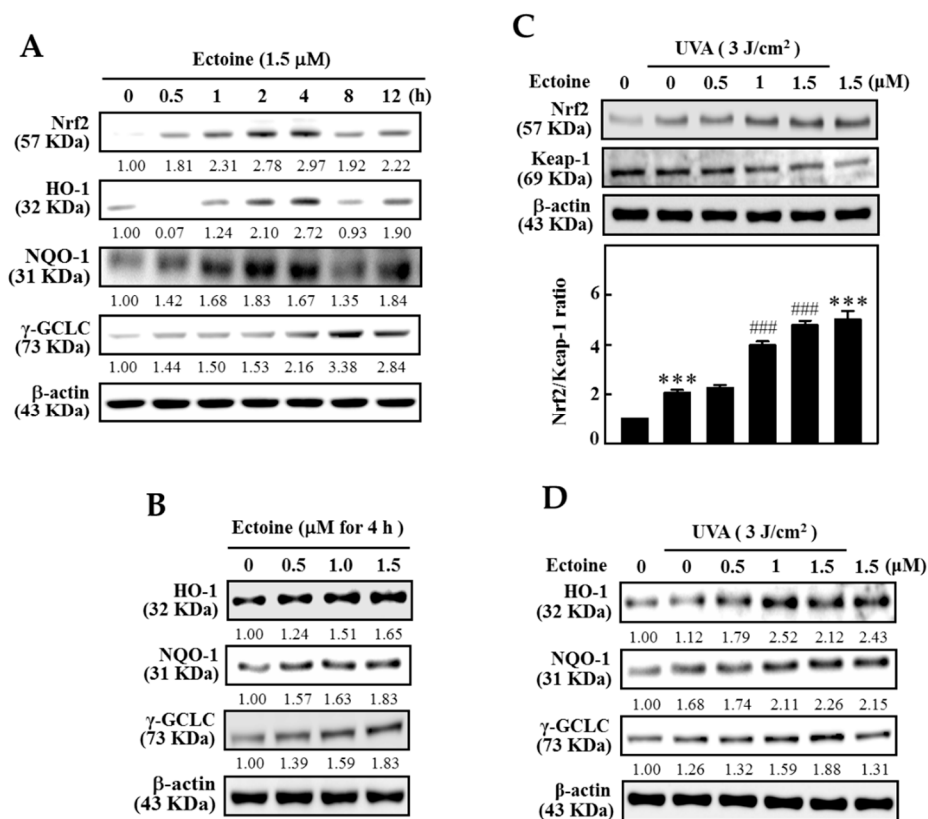 A
Ectoine (1.5 μM)
0 0.5 1 2 4 8 12 (h)
Nrf2
(57 KDa)
1.00 1.81 2.31 2.78 2.97 1.92 2.22
HO-1
(32 KDa)
1.00 0.07 1.24 2.10 2.72 0.93 1.90
NQO-1
(31 KDa)
1.00 1.42 1.68 1.83 1.67 1.35 1.84
γ-GCLC
(73 KDa)
1.00 1.44 1.50 1.53 2.16 3.38 2.84
β-actin
(43 KDa)
B
Ectoine (μM for 4 h )
0 0.5 1.0 1.5
HO-1
(32 KDa)
1.00 1.24 1.51 1.65
NQO-1
(31 KDa)
1.00 1.57 1.63 1.83
γ-GCLC
(73 KDa)
1.00 1.39 1.59 1.83
β-actin
(43 KDa)
C
UVA ( 3 J/cm²)
Ectoine 0 0 0.5 1 1.5 1.5 (μM)
Nrf2
(57 KDa)
Keap-1
(69 KDa)
β-actin
(43 KDa)
Nrf2/Keap-1 ratio
6
4
2
0
*** ### ### ***
D
UVA ( 3 J/cm² )
Ectoine 0 0 0.5 1 1.5 1.5 (μM)
HO-1
(32 KDa)
1.00 1.12 1.79 2.52 2.12 2.43
NQO-1
(31 KDa)
1.00 1.68 1.74 2.11 2.26 2.15
γ-GCLC
(73 KDa)
1.00 1.26 1.32 1.59 1.88 1.31
β-actin
(43 KDa)